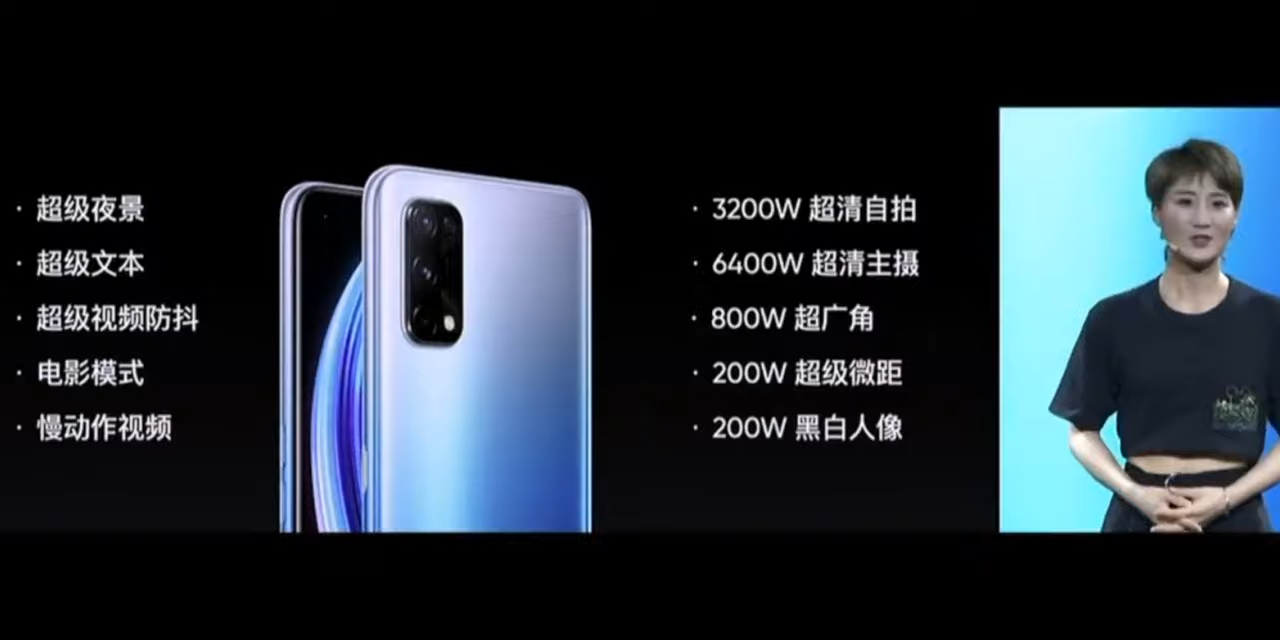 · 超级夜景
· 超级文本
· 超级视频防抖
· 电影模式
· 慢动作视频
· 3200W 超清自拍
· 6400W 超清主摄
· 800W 超广角
· 200W 超级微距
· 200W 黑白人像